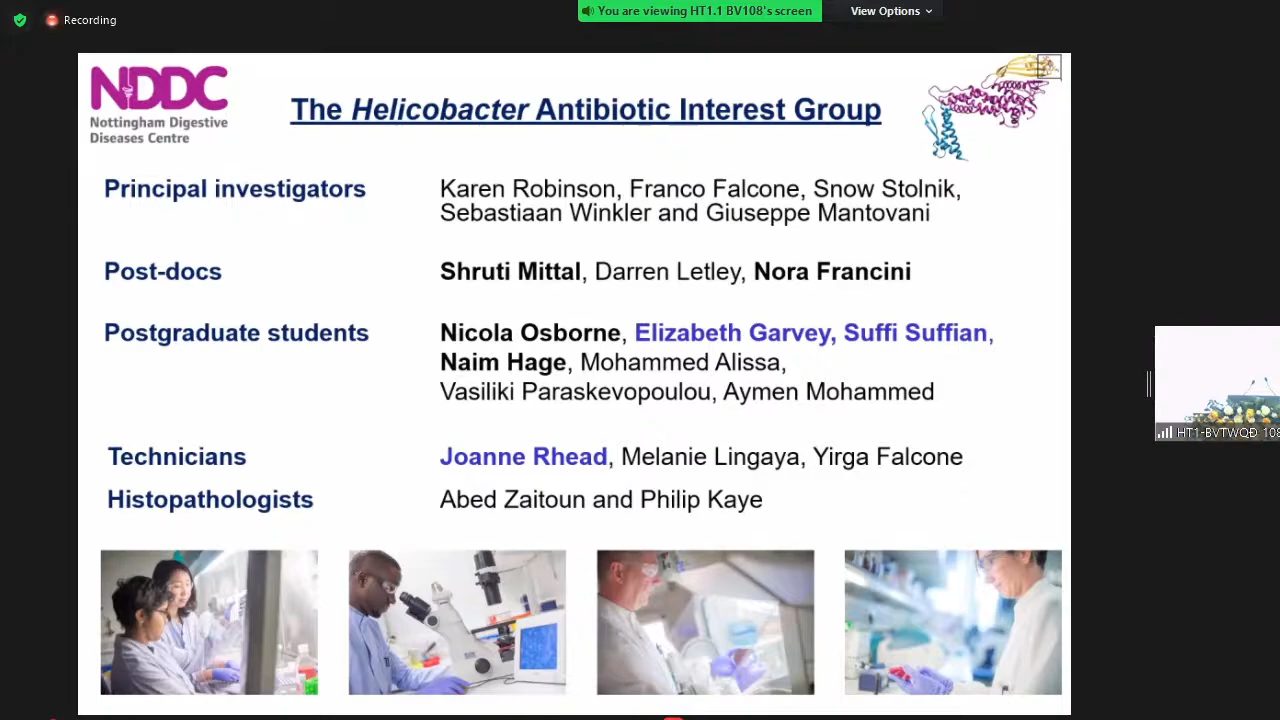 Recording
You are viewing HT1.1 BV108's screen
View Options
NDDC
Nottingham Digestive
Diseases Centre
The Helicobacter Antibiotic Interest Group
Principal investigators
Karen Robinson, Franco Falcone, Snow Stolnik,
Sebastiaan Winkler and Giuseppe Mantovani
Post-docs
Shruti Mittal, Darren Letley, Nora Francini
Postgraduate students
Nicola Osborne, Elizabeth Garvey, Suffi Suffian,
Naim Hage, Mohammed Alissa,
Vasiliki Paraskevopoulou, Aymen Mohammed
Technicians
Joanne Rhead, Melanie Lingaya, Yirga Falcone
Histopathologists
Abed Zaitoun and Philip Kaye
HT1-BVTWQĐ 108